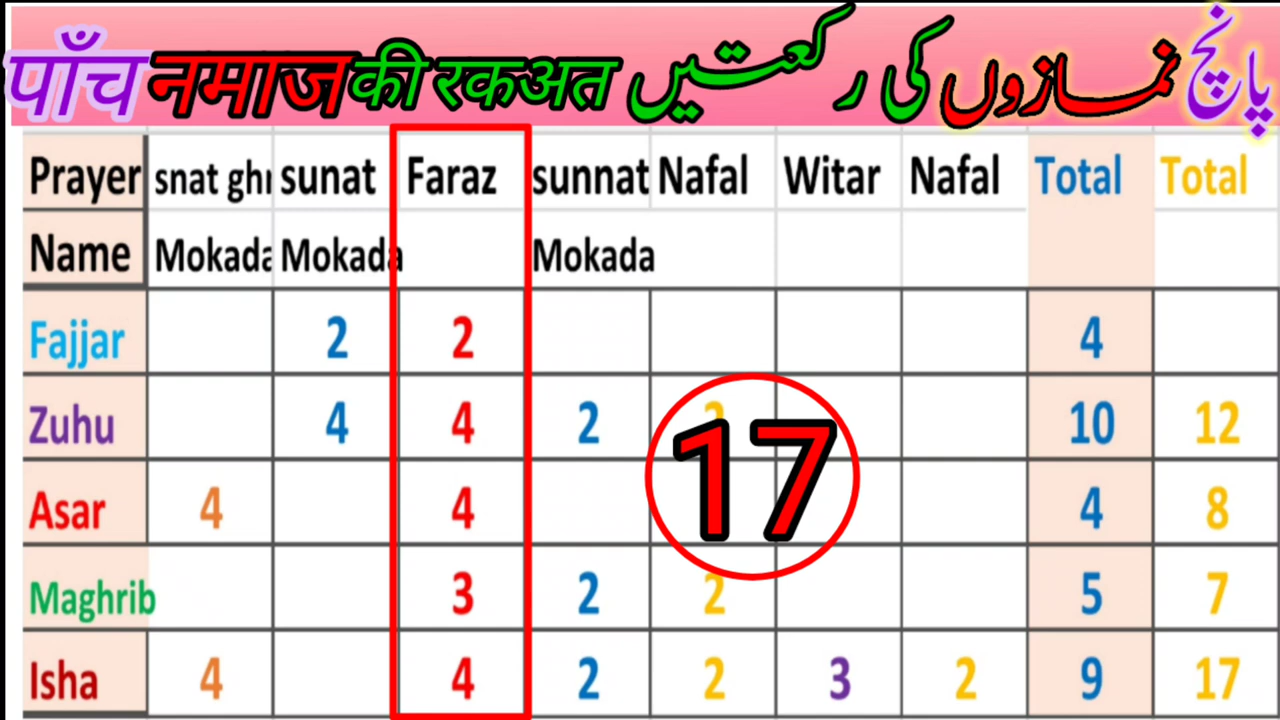 पाँच नमाज की रकअत پانچ نمازوں کی رکعتیں
Prayer snat ghr sunat Faraz sunnat Nafal Witar Nafal Total Total
Name Mokada Mokada Mokada
Fajjar 2 2 4
Zuhu 4 4 2 2 10 12
17
Asar 4 4 4 8
Maghrib 3 2 2 5 7
Isha 4 4 2 2 3 2 9 17